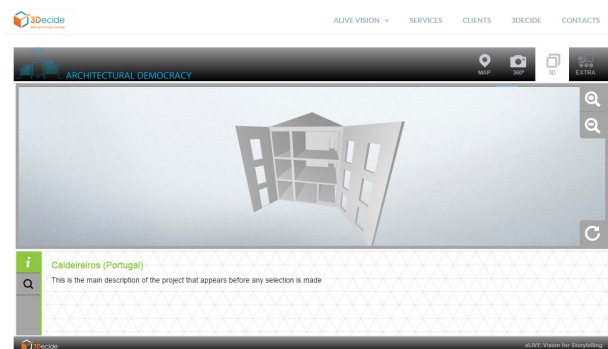 3Decide
ALIVE VISION SERVICES CLIENTS 3DECIDE CONTACTS
ARCHITECTURAL DEMOCRACY
MAP 360º 3D EXTRA
i
Caldeireiros (Portugal)
This is the main description of the project that appears before any selection is made
3Decide
aLIVE Vision for Storytelling